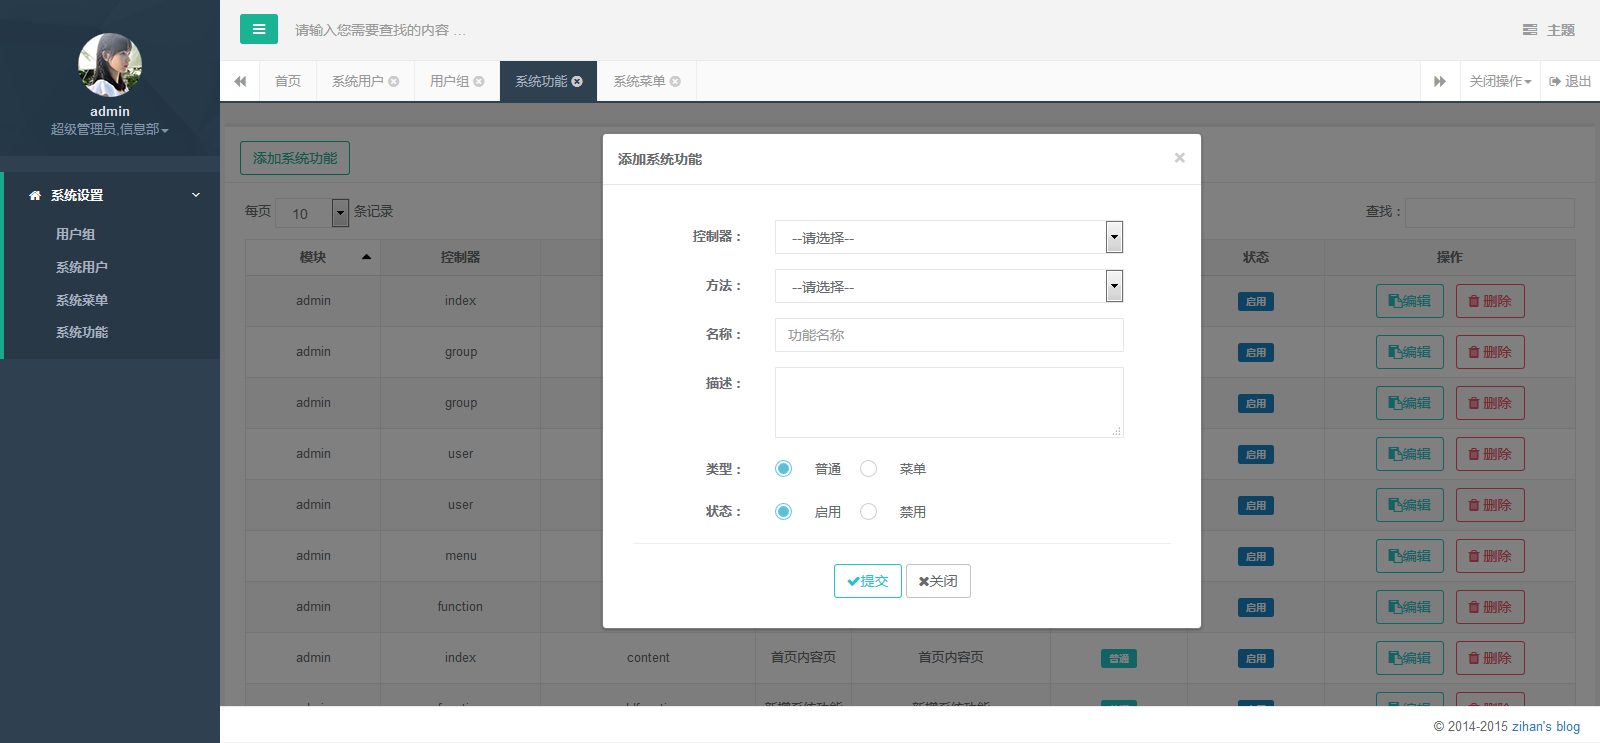 admin
超级管理员,信息部
系统设置
用户组
系统用户
系统菜单
系统功能
请输入您需要查找的内容 …
主题
首页 系统用户 用户组 系统功能 系统菜单 关闭操作 退出
添加系统功能
每页 10 条记录
查找：
模块 控制器 状态 操作
admin index 启用 编辑 删除
admin group 启用 编辑 删除
admin group 启用 编辑 删除
admin user 启用 编辑 删除
admin user 启用 编辑 删除
admin menu 启用 编辑 删除
admin function 启用 编辑 删除
admin index content 首页内容页 首页内容页 普通 启用 编辑 删除
添加系统功能
×
控制器： --请选择--
方法： --请选择--
名称： 功能名称
描述：
类型： 普通 菜单
状态： 启用 禁用
提交 关闭
© 2014-2015 zihan's blog